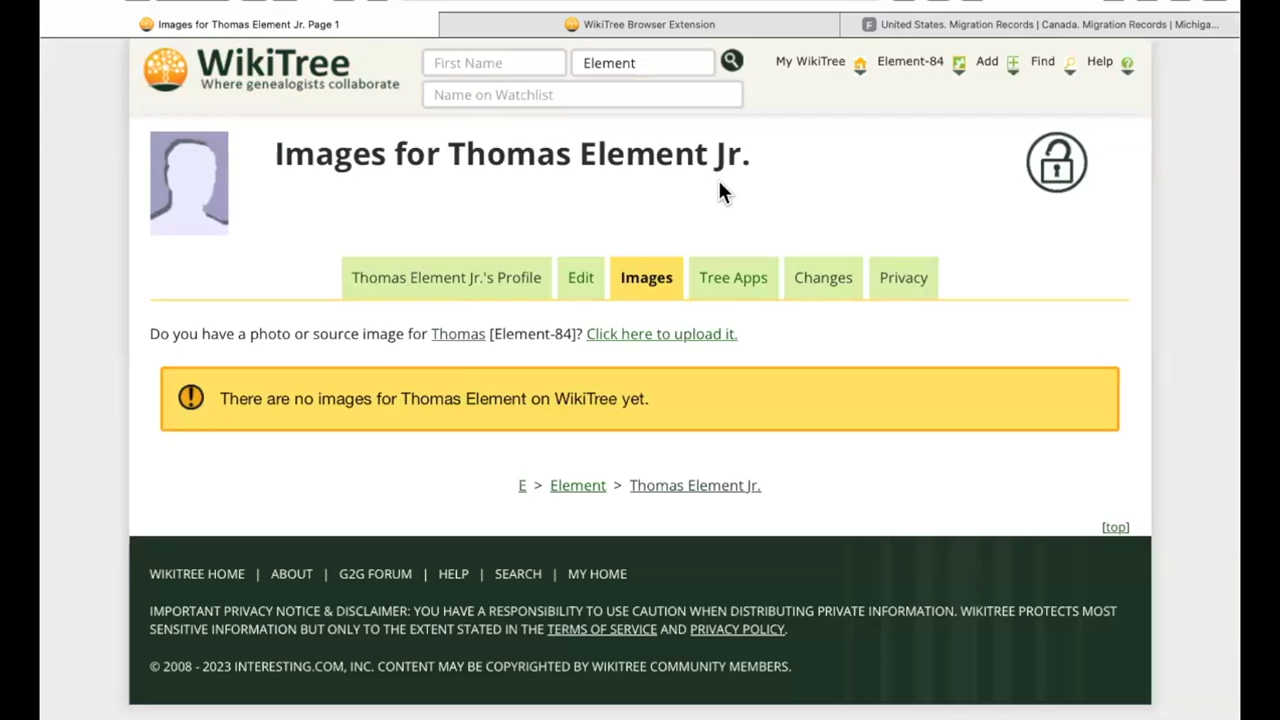 Images for Thomas Element Jr. Page 1
WikiTree Browser Extension
United States. Migration Records | Canada. Migration Records | Michiga...
WikiTree
Where genealogists collaborate
First Name
Element
Name on Watchlist
My WikiTree Element-84 Add Find Help
Images for Thomas Element Jr.
Thomas Element Jr.'s Profile Edit Images Tree Apps Changes Privacy
Do you have a photo or source image for Thomas [Element-84]? Click here to upload it.
There are no images for Thomas Element on WikiTree yet.
E > Element > Thomas Element Jr.
[top]
WIKITREE HOME | ABOUT | G2G FORUM | HELP | SEARCH | MY HOME
IMPORTANT PRIVACY NOTICE & DISCLAIMER: YOU HAVE A RESPONSIBILITY TO USE CAUTION WHEN DISTRIBUTING PRIVATE INFORMATION. WIKITREE PROTECTS MOST
SENSITIVE INFORMATION BUT ONLY TO THE EXTENT STATED IN THE TERMS OF SERVICE AND PRIVACY POLICY.
© 2008 - 2023 INTERESTING.COM, INC. CONTENT MAY BE COPYRIGHTED BY WIKITREE COMMUNITY MEMBERS.